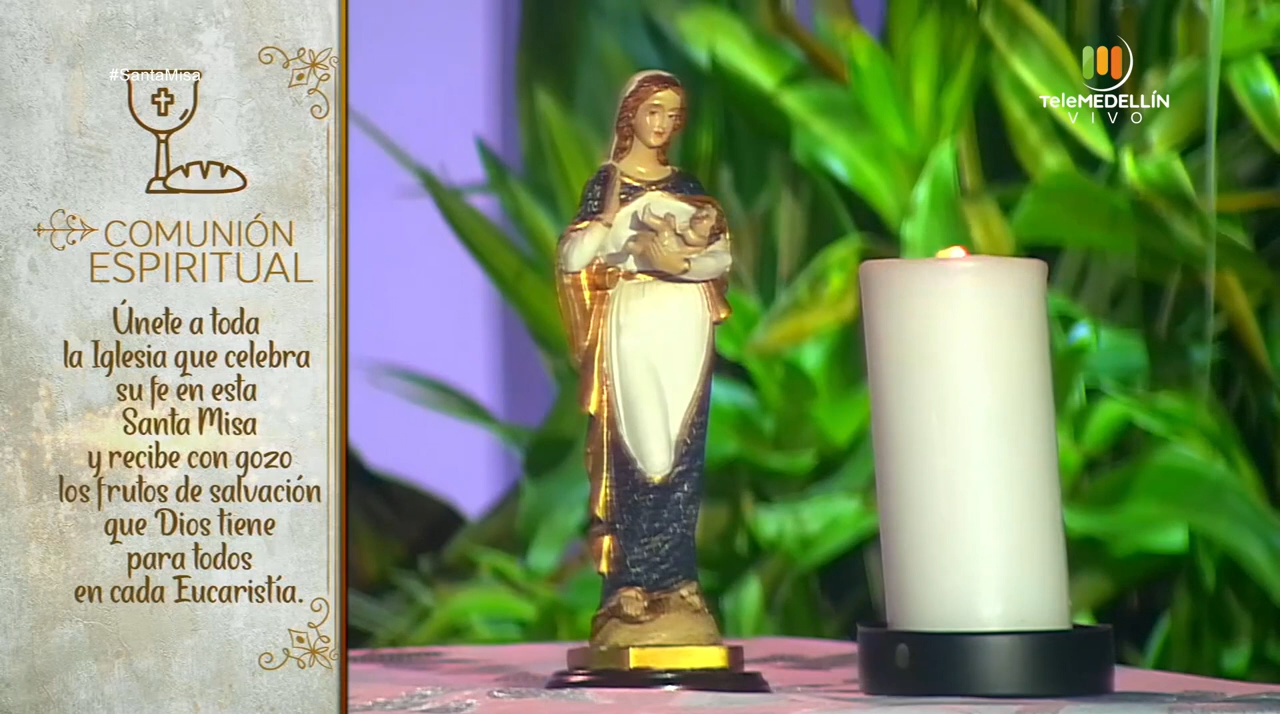 #SantaMisa
COMUNIÓN
ESPIRITUAL
Únete a toda
la Iglesia que celebra
su fe en esta
Santa Misa
y recibe con gozo
los frutos de salvación
que Dios tiene
para todos
en cada Eucaristía.
TeleMEDELLÍN
VIVO